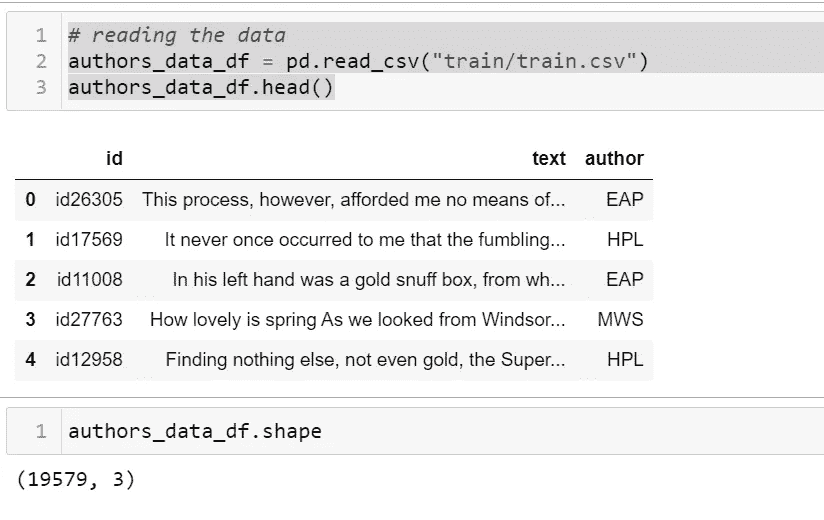 1 # reading the data
2 authors_data_df = pd.read_csv("train/train.csv")
3 authors_data_df.head()
id text author
0 id26305 This process, however, afforded me no means of... EAP
1 id17569 It never once occurred to me that the fumbling... HPL
2 id11008 In his left hand was a gold snuff box, from wh... EAP
3 id27763 How lovely is spring As we looked from Windsor... MWS
4 id12958 Finding nothing else, not even gold, the Super... HPL
1 authors_data_df.shape
(19579, 3)